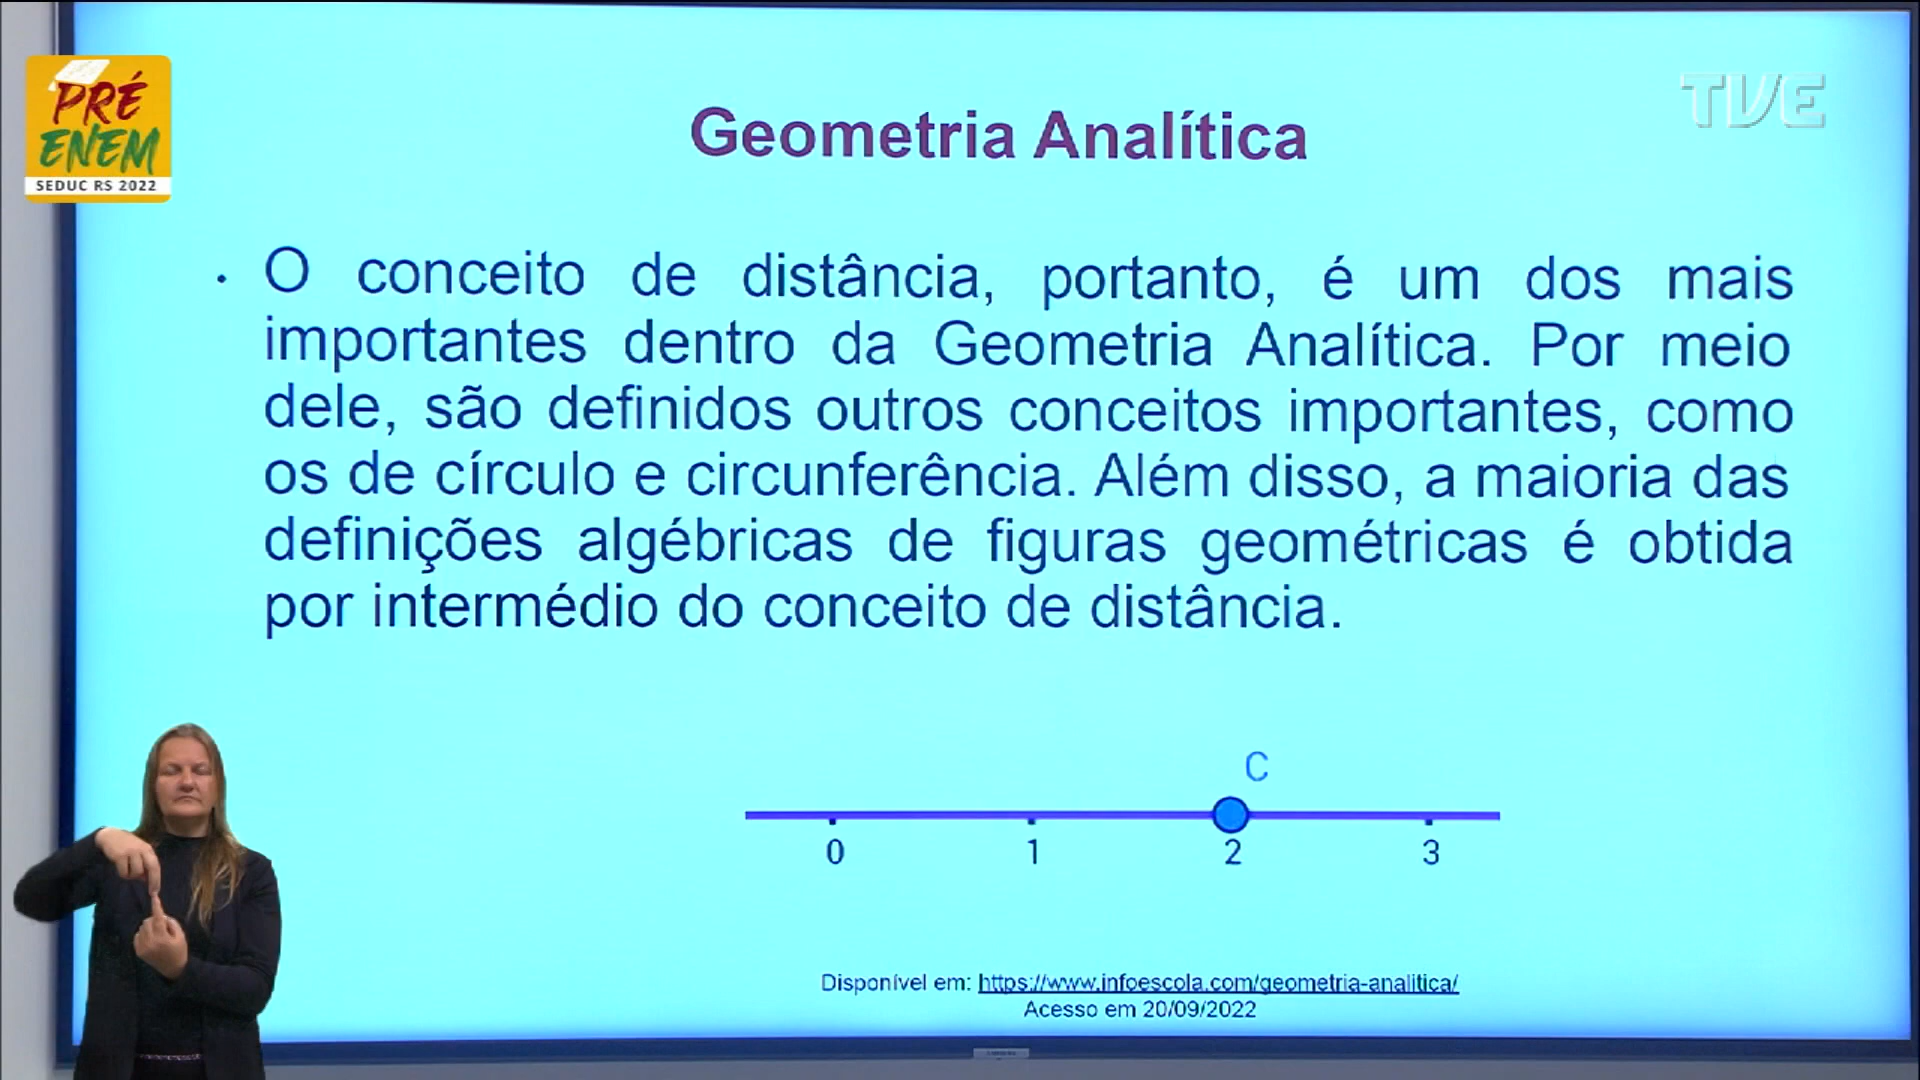 PRÉ
ENEM
SEDUC RS 2022
TVE
Geometria Analítica
• O conceito de distância, portanto, é um dos mais
importantes dentro da Geometria Analítica. Por meio
dele, são definidos outros conceitos importantes, como
os de círculo e circunferência. Além disso, a maioria das
definições algébricas de figuras geométricas é obtida
por intermédio do conceito de distância.
C
0 1 2 3
Disponível em: https://www.infoescola.com/geometria-analitica/
Acesso em 20/09/2022